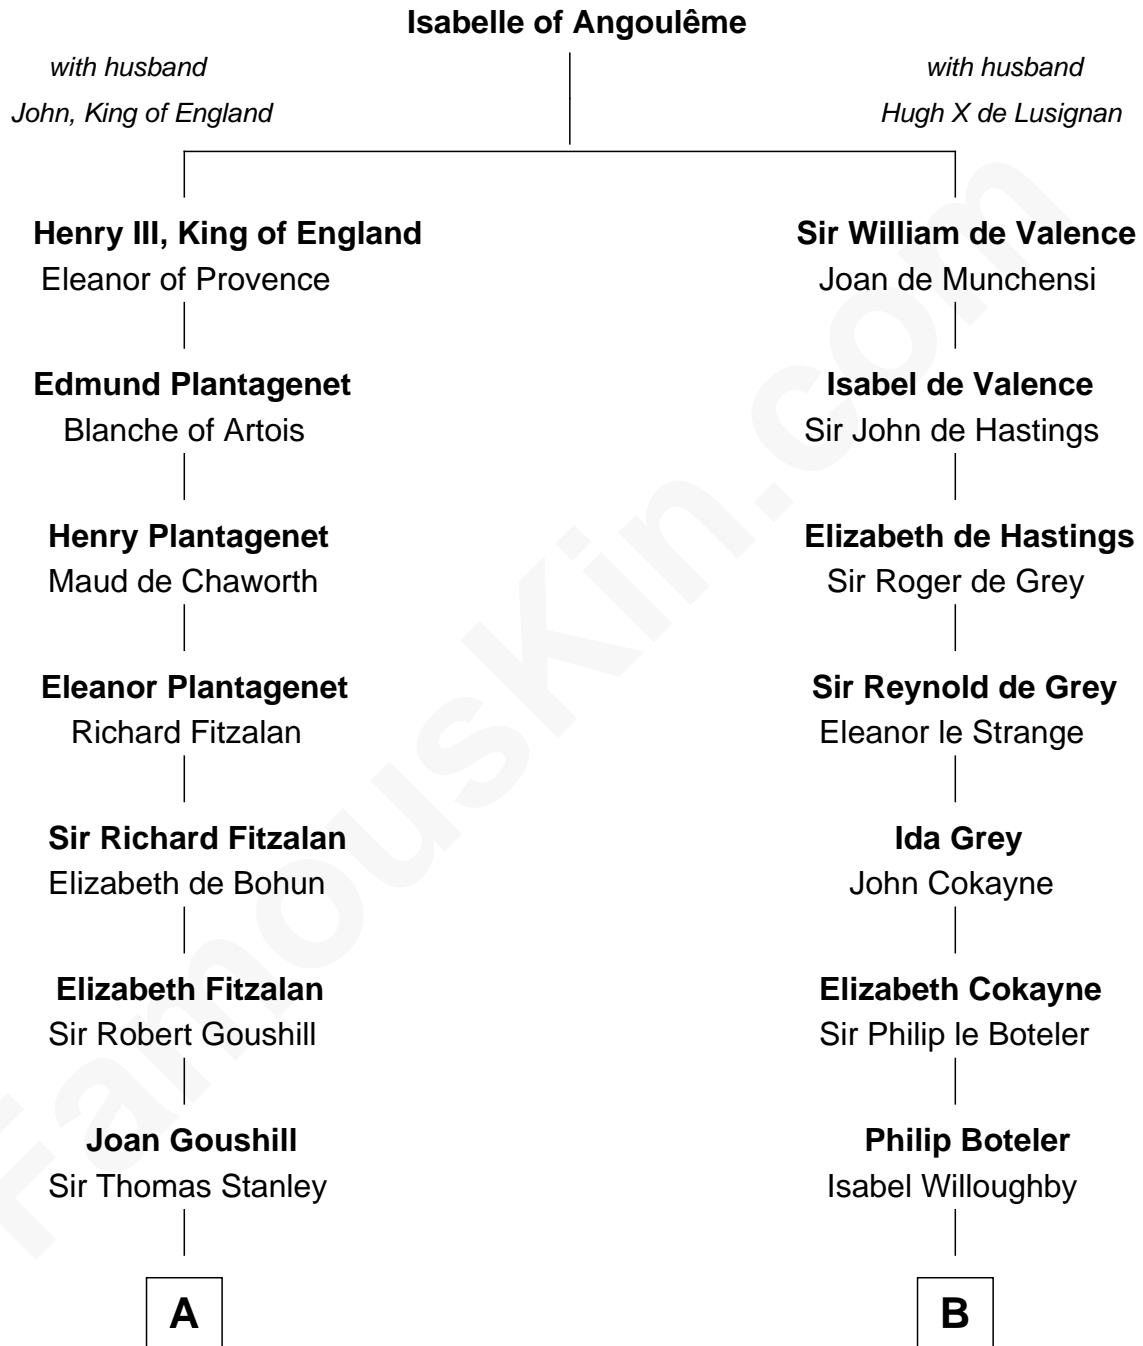 Isabelle of Angoulême
with husband
John, King of England
with husband
Hugh X de Lusignan
Henry III, King of England
Eleanor of Provence
Sir William de Valence
Joan de Munchensi
Edmund Plantagenet
Blanche of Artois
Isabel de Valence
Sir John de Hastings
Henry Plantagenet
Maud de Chaworth
Elizabeth de Hastings
Sir Roger de Grey
Eleanor Plantagenet
Richard Fitzalan
Sir Reynold de Grey
Eleanor le Strange
Sir Richard Fitzalan
Elizabeth de Bohun
Ida Grey
John Cokayne
Elizabeth Fitzalan
Sir Robert Goushill
Elizabeth Cokayne
Sir Philip le Boteler
Joan Goushill
Sir Thomas Stanley
Philip Boteler
Isabel Willoughby
A
B
FamousKin.com